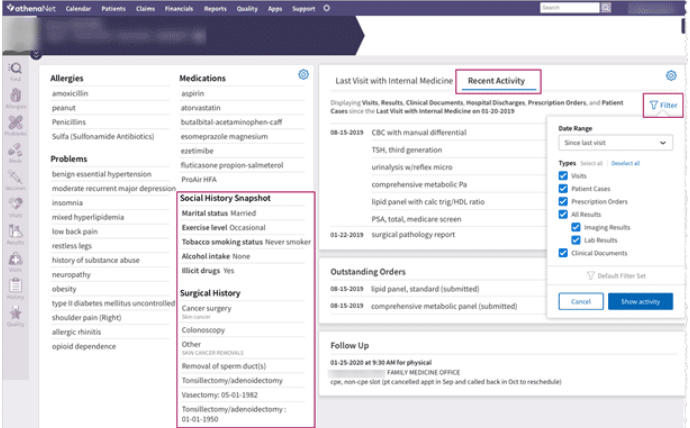 athenaNet Calendar Patients Claims Financials Reports Quality Apps Support
Search
Find
Allergies
Problems
Meds
Vaccines
Vitals
Results
Visits
History
Quality
Allergies
amoxicillin
peanut
Penicillins
Sulfa (Sulfonamide Antibiotics)
Problems
benign essential hypertension
moderate recurrent major depression
insomnia
mixed hyperlipidemia
low back pain
restless legs
history of substance abuse
neuropathy
obesity
type II diabetes mellitus uncontrolled
shoulder pain (Right)
allergic rhinitis
opioid dependence
Medications
aspirin
atorvastatin
butalbital-acetaminophen-caff
esomeprazole magnesium
ezetimibe
fluticasone propion-salmeterol
ProAir HFA
Social History Snapshot
Marital status Married
Exercise level Occasional
Tobacco smoking status Never smoker
Alcohol intake None
Illicit drugs Yes
Surgical History
Cancer surgery
Skin cancer
Colonoscopy
Other
SKIN CANCER REMOVALS
Removal of sperm duct(s)
Tonsillectomy/adenoidectomy
Vasectomy: 05-01-1982
Tonsillectomy/adenoidectomy :
01-01-1950
Last Visit with Internal Medicine Recent Activity
Displaying Visits, Results, Clinical Documents, Hospital Discharges, Prescription Orders, and Patient
Cases since the Last Visit with Internal Medicine on 01-20-2019
Filter
08-15-2019 CBC with manual differential
TSH, third generation
urinalysis w/reflex micro
comprehensive metabolic Pa
lipid panel with calc trig/HDL ratio
PSA, total, medicare screen
01-22-2019 surgical pathology report
Date Range
Since last visit
Types Select all Deselect all
Visits
Patient Cases
Prescription Orders
All Results
Imaging Results
Lab Results
Clinical Documents
Default Filter Set
Cancel Show activity
Outstanding Orders
08-15-2019 lipid panel, standard (submitted)
08-15-2019 comprehensive metabolic panel (submitted)
Follow Up
01-25-2020 at 9:30 AM for physical
FAMILY MEDICINE OFFICE
cpe, non-cpe slot (pt cancelled appt in Sep and called back in Oct to reschedule)